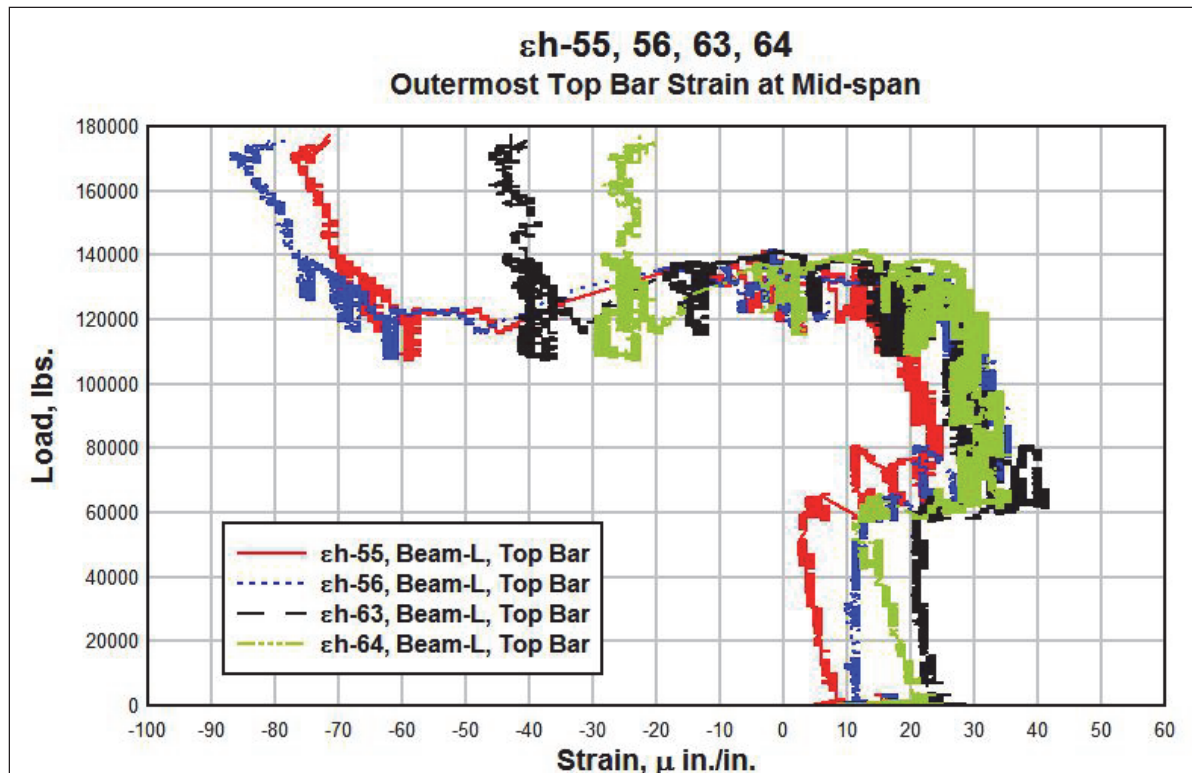 εh-55, 56, 63, 64
Outermost Top Bar Strain at Mid-span
180000
160000
140000
120000
100000
80000
60000
40000
20000
0
Load, lbs.
εh-55, Beam-L, Top Bar
εh-56, Beam-L, Top Bar
εh-63, Beam-L, Top Bar
εh-64, Beam-L, Top Bar
-100 -90 -80 -70 -60 -50 -40 -30 -20 -10 0 10 20 30 40 50 60
Strain, μ in./in.